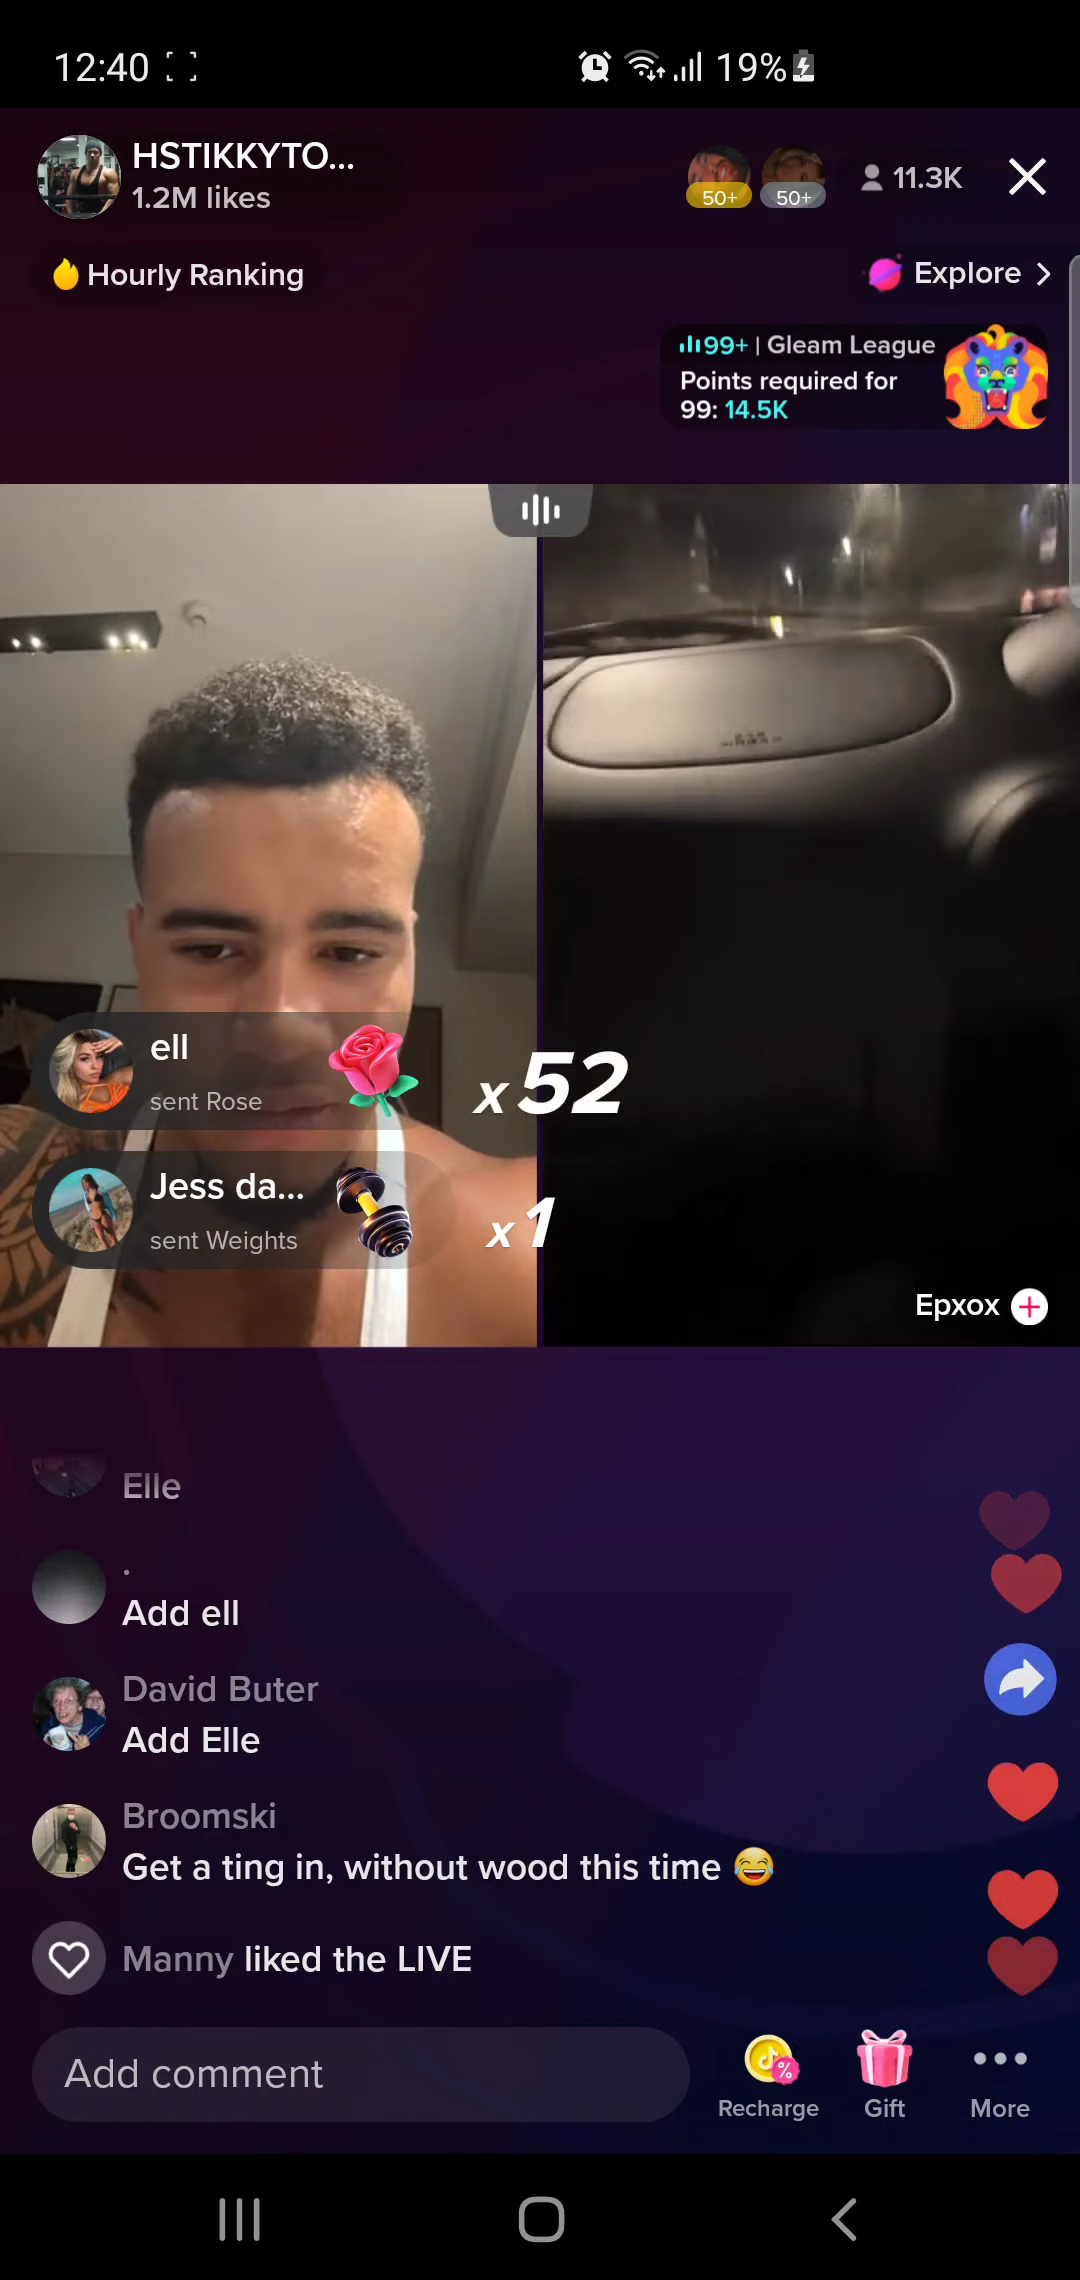 12:40
19%
HSTIKKYTO...
1.2M likes
50+
50+
11.3K
Hourly Ranking
Explore
99+ | Gleam League
Points required for
99: 14.5K
ell
sent Rose
x 52
Jess da...
sent Weights
x 1
Epxox
Elle
.
Add ell
David Buter
Add Elle
Broomski
Get a ting in, without wood this time 😂
Manny liked the LIVE
Add comment
Recharge
Gift
More